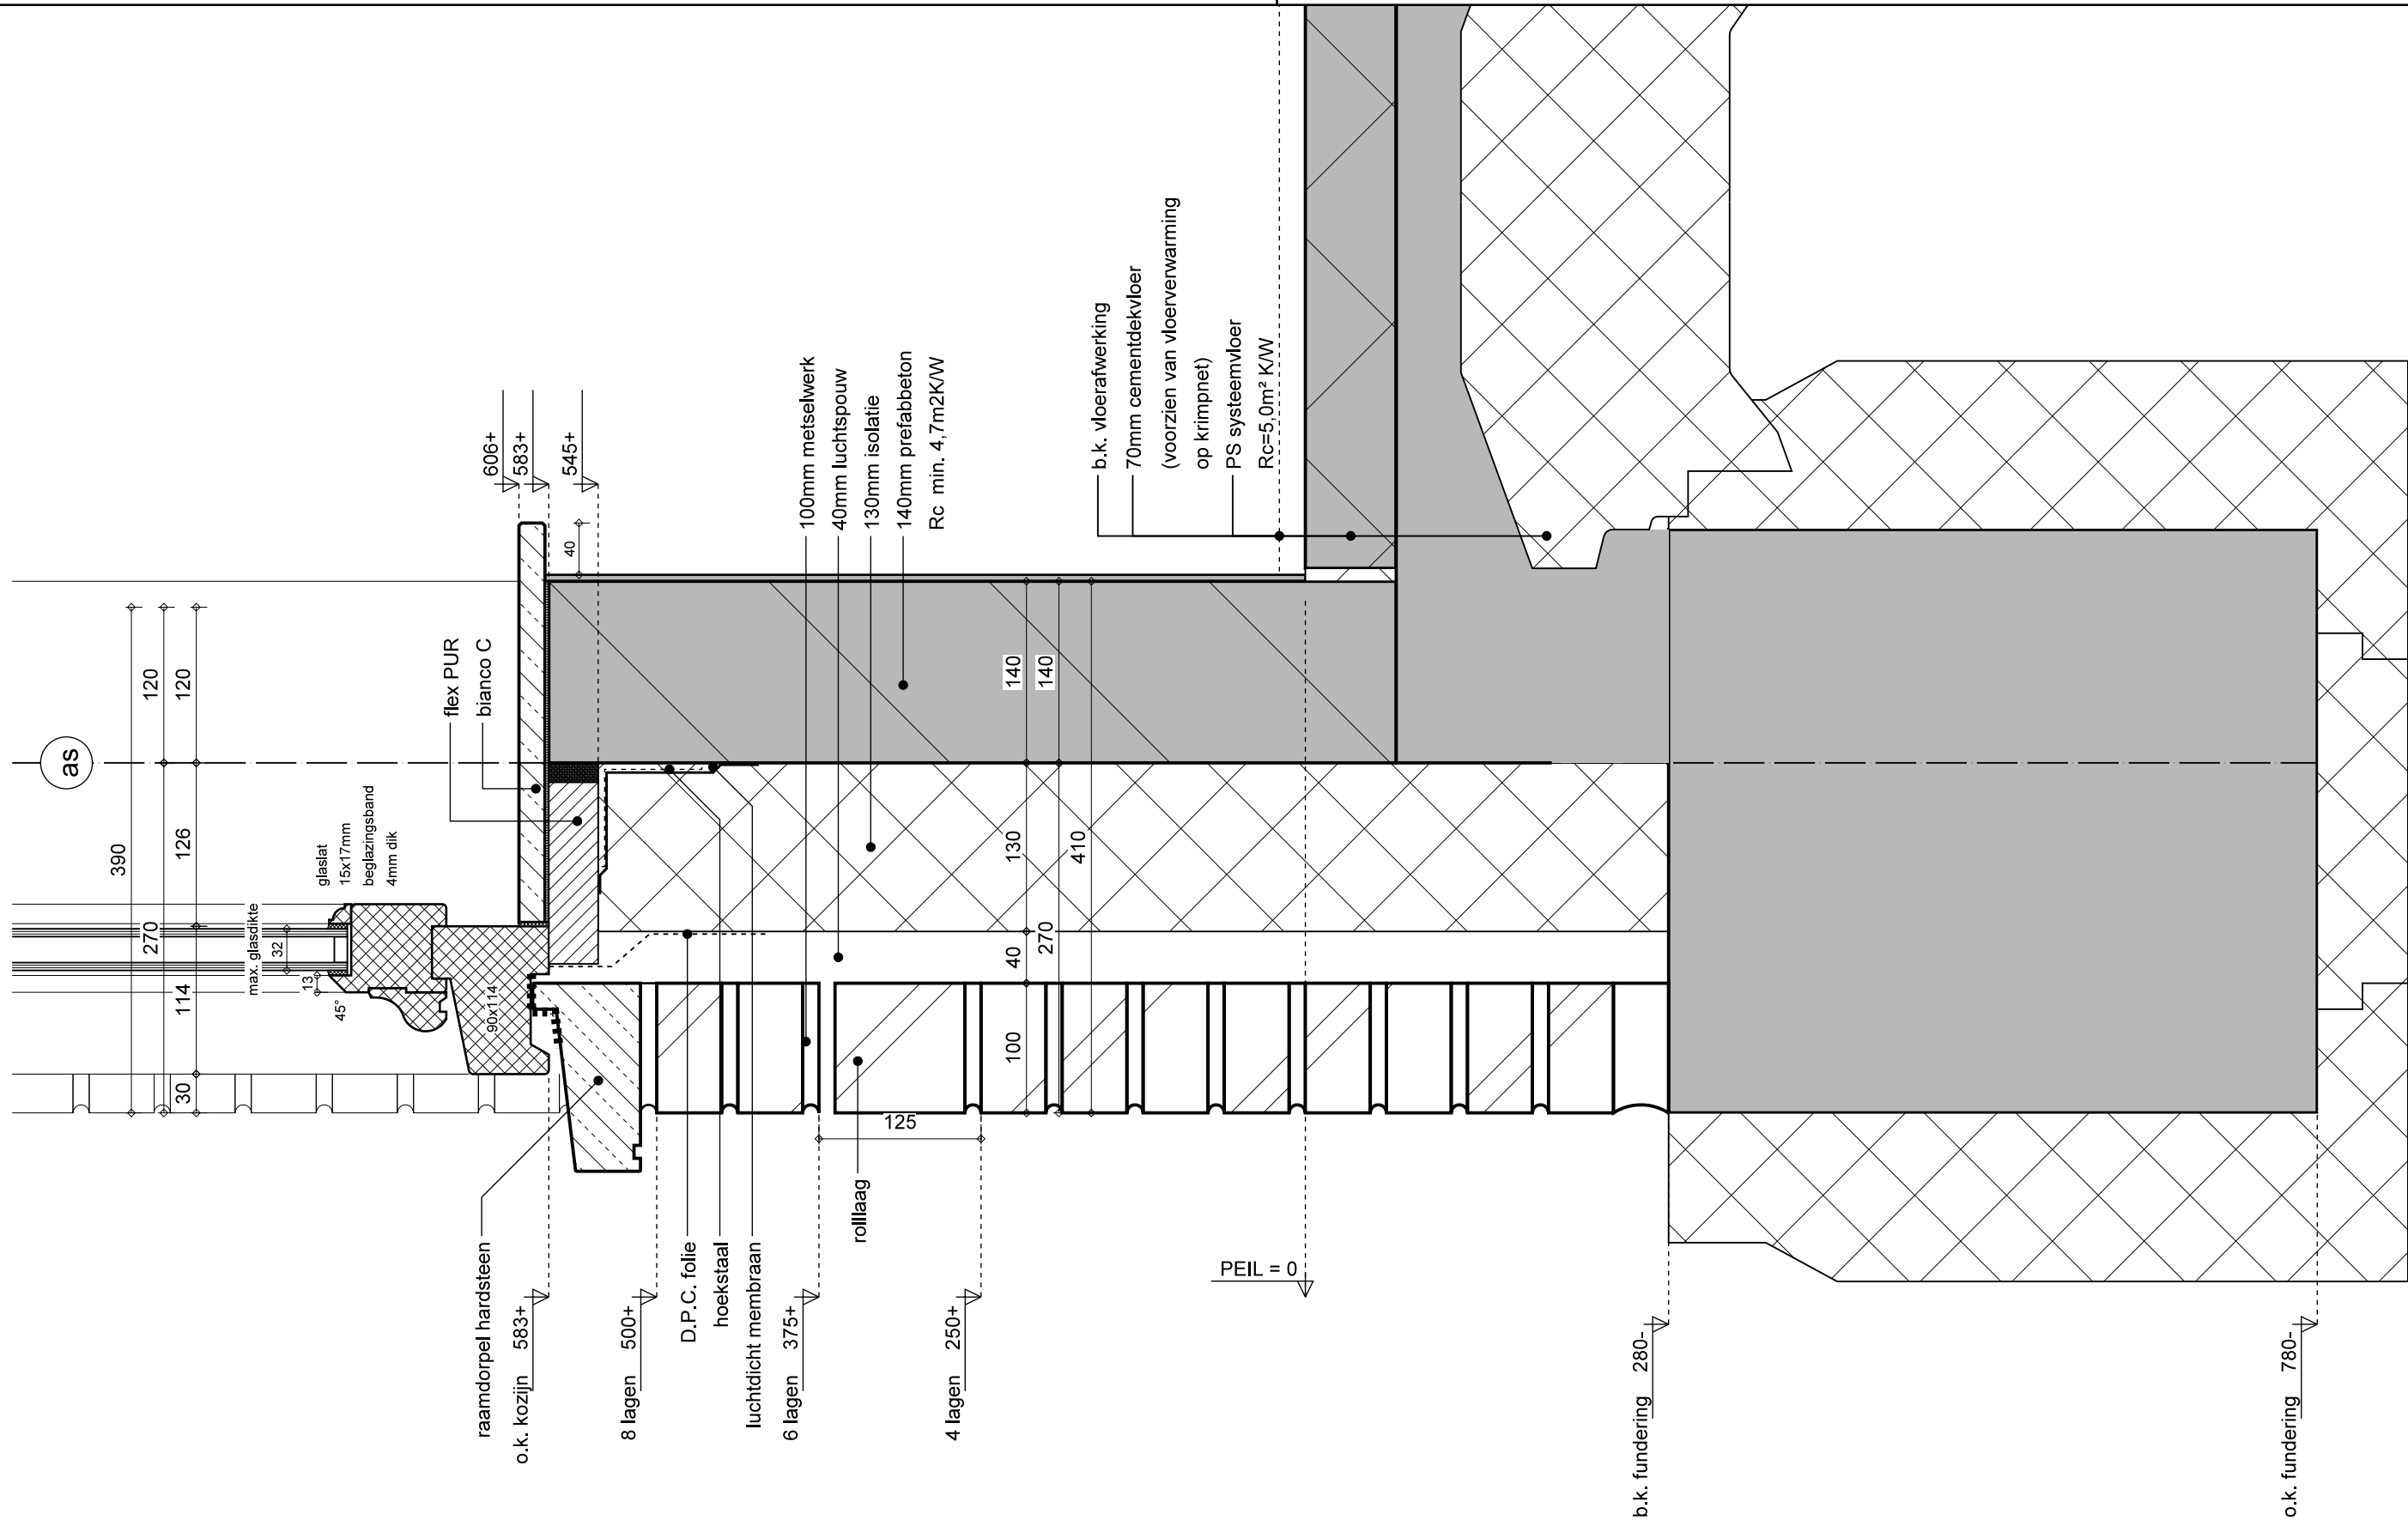 as
390
120
270
120
126
114
30
glaslat
15x17mm
beglazingsband
4mm dik
max. glasdikte
32
13
45°
90x114
flex PUR
bianco C
606+
583+
545+
40
100mm metselwerk
40mm luchtspouw
130mm isolatie
140mm prefabbeton
Rc min. 4,7m2K/W
b.k. vloerafwerking
70mm cementdekvloer
(voorzien van vloerverwarming
op krimpnet)
PS systeemvloer
Rc=5,0m² K/W
140
130
40
100
140
270
410
125
rolllaag
raamdorpel hardsteen
o.k. kozijn 583+
8 lagen 500+
D.P.C. folie
hoekstaal
luchtdicht membraan
6 lagen 375+
4 lagen 250+
PEIL = 0
b.k. fundering 280-
o.k. fundering 780-